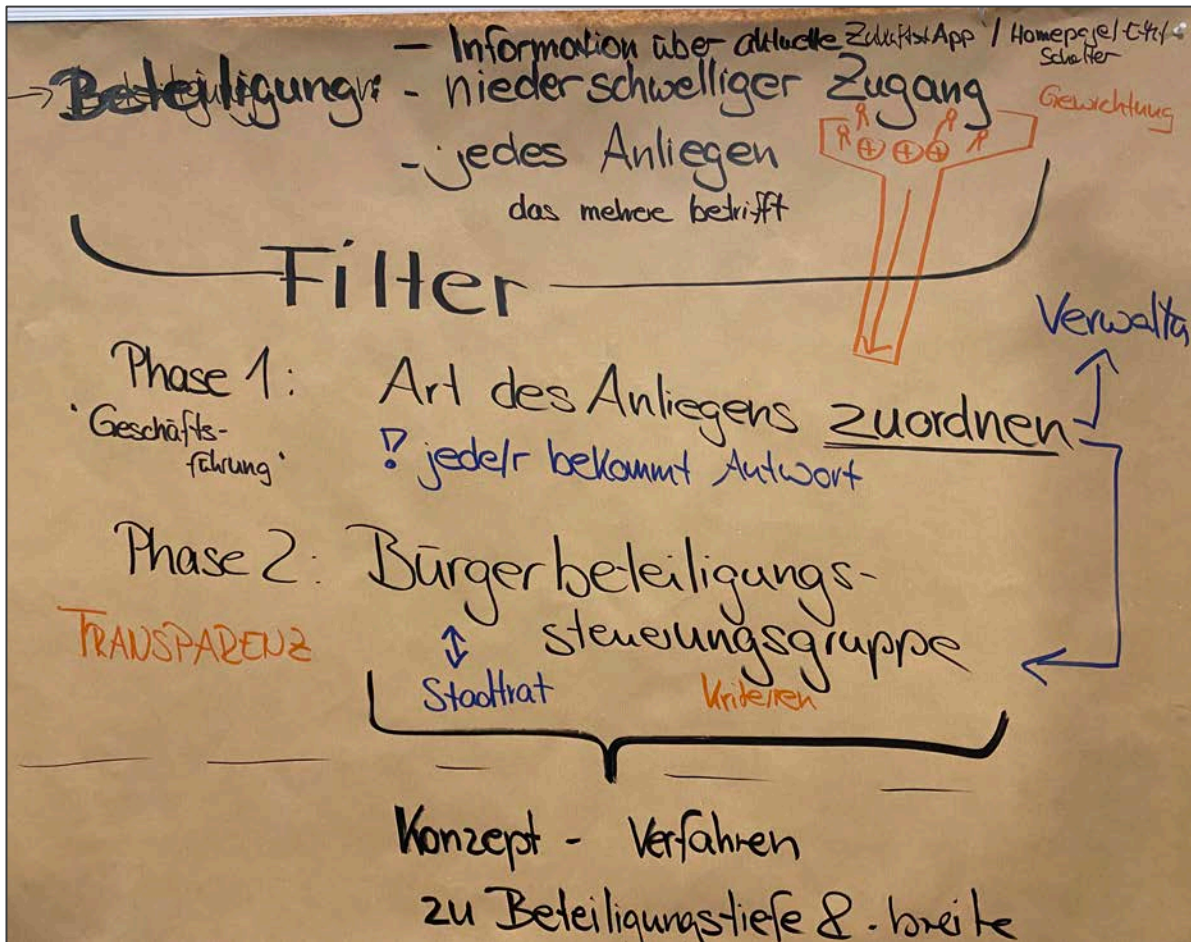 – Information über aktuelle ZukunftsApp / Homepage /
Schalter
→ Beteiligung: – niederschwelliger Zugang
Gewichtung
– jedes Anliegen
das mehrere betrifft
Filter
Verwaltg
Phase 1: Art des Anliegens zuordnen
'Geschäfts-
führung'
! jede/r bekommt Antwort
Phase 2: Bürgerbeteiligungs-
steuerungsgruppe
TRANSPARENZ
Stadtrat
Kriterien
Konzept – Verfahren
zu Beteiligungstiefe & -breite